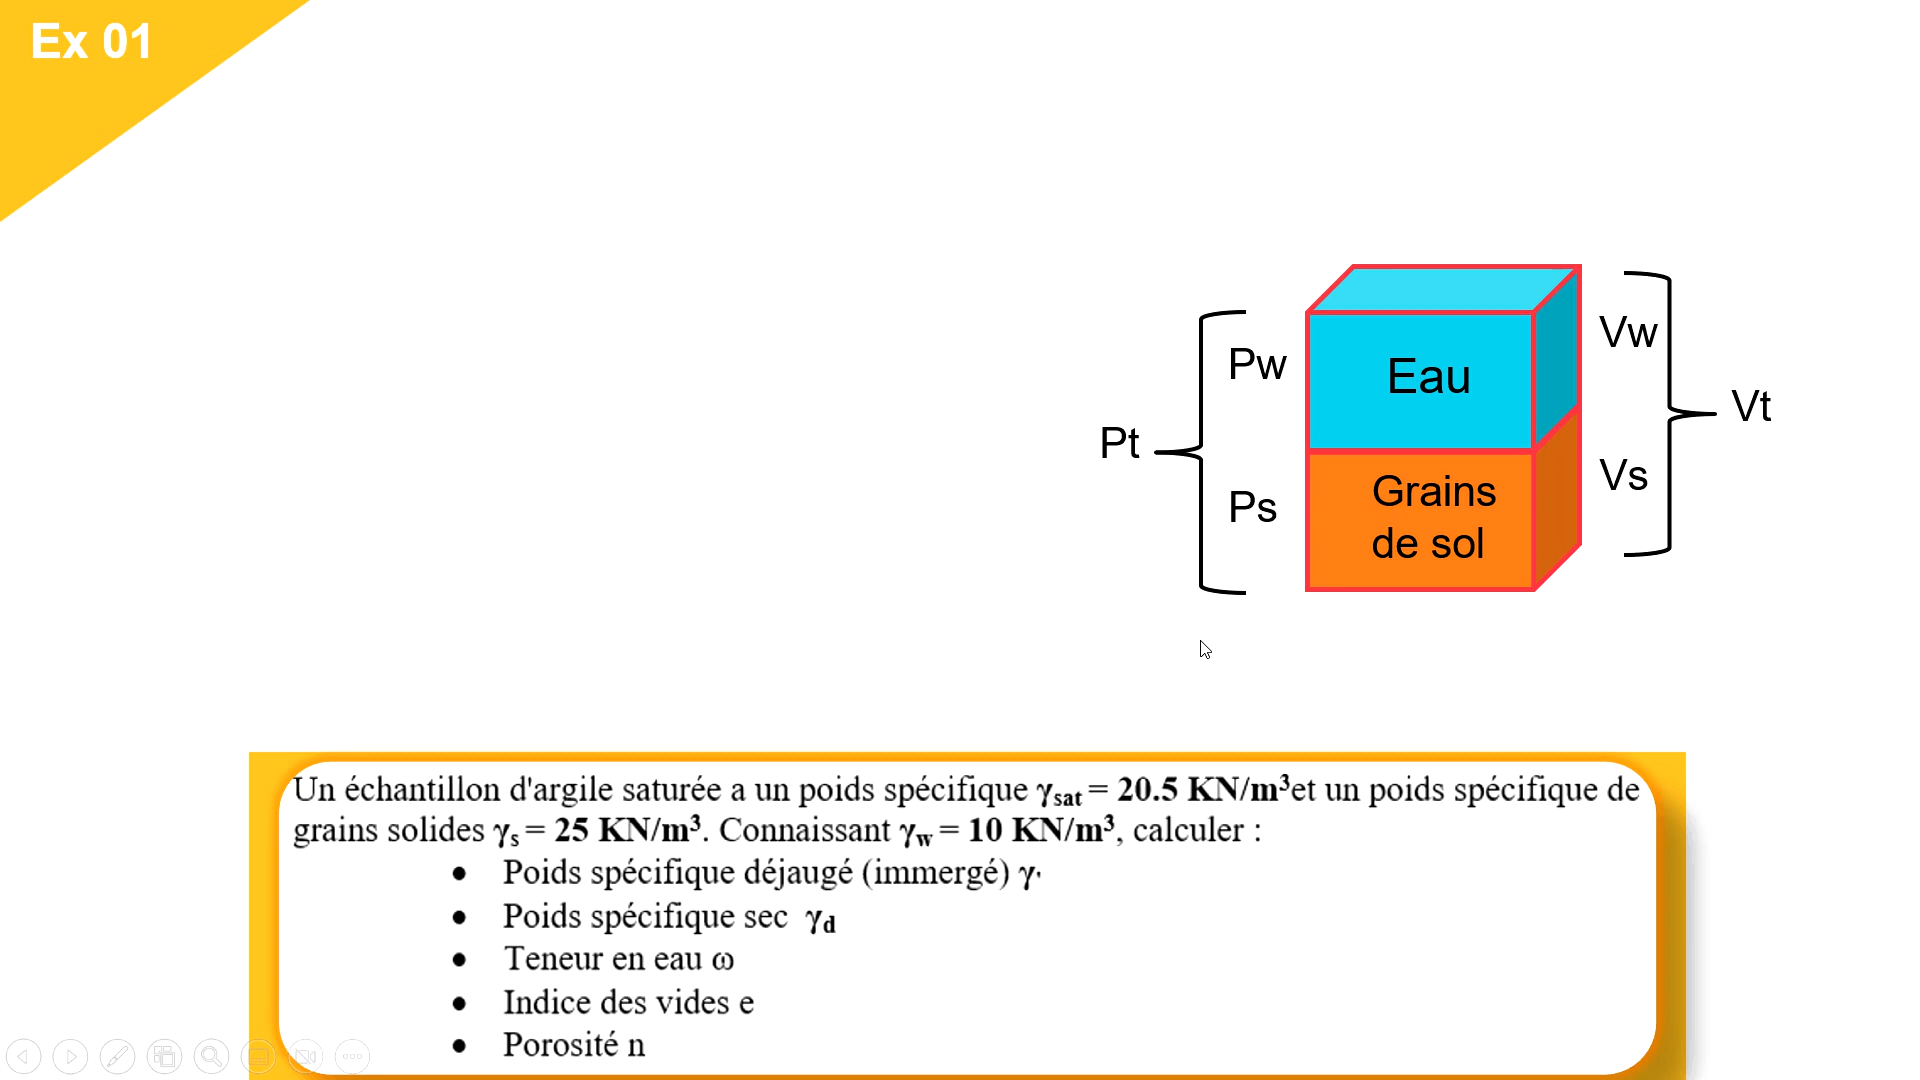 Ex 01
Pt
Pw
Ps
Eau
Grains
de sol
Vw
Vs
Vt
Un échantillon d'argile saturée a un poids spécifique γsat = 20.5 KN/m³et un poids spécifique de
grains solides γs = 25 KN/m³. Connaissant γw = 10 KN/m³, calculer :
• Poids spécifique déjaugé (immergé) γ'
• Poids spécifique sec γd
• Teneur en eau ω
• Indice des vides e
• Porosité n